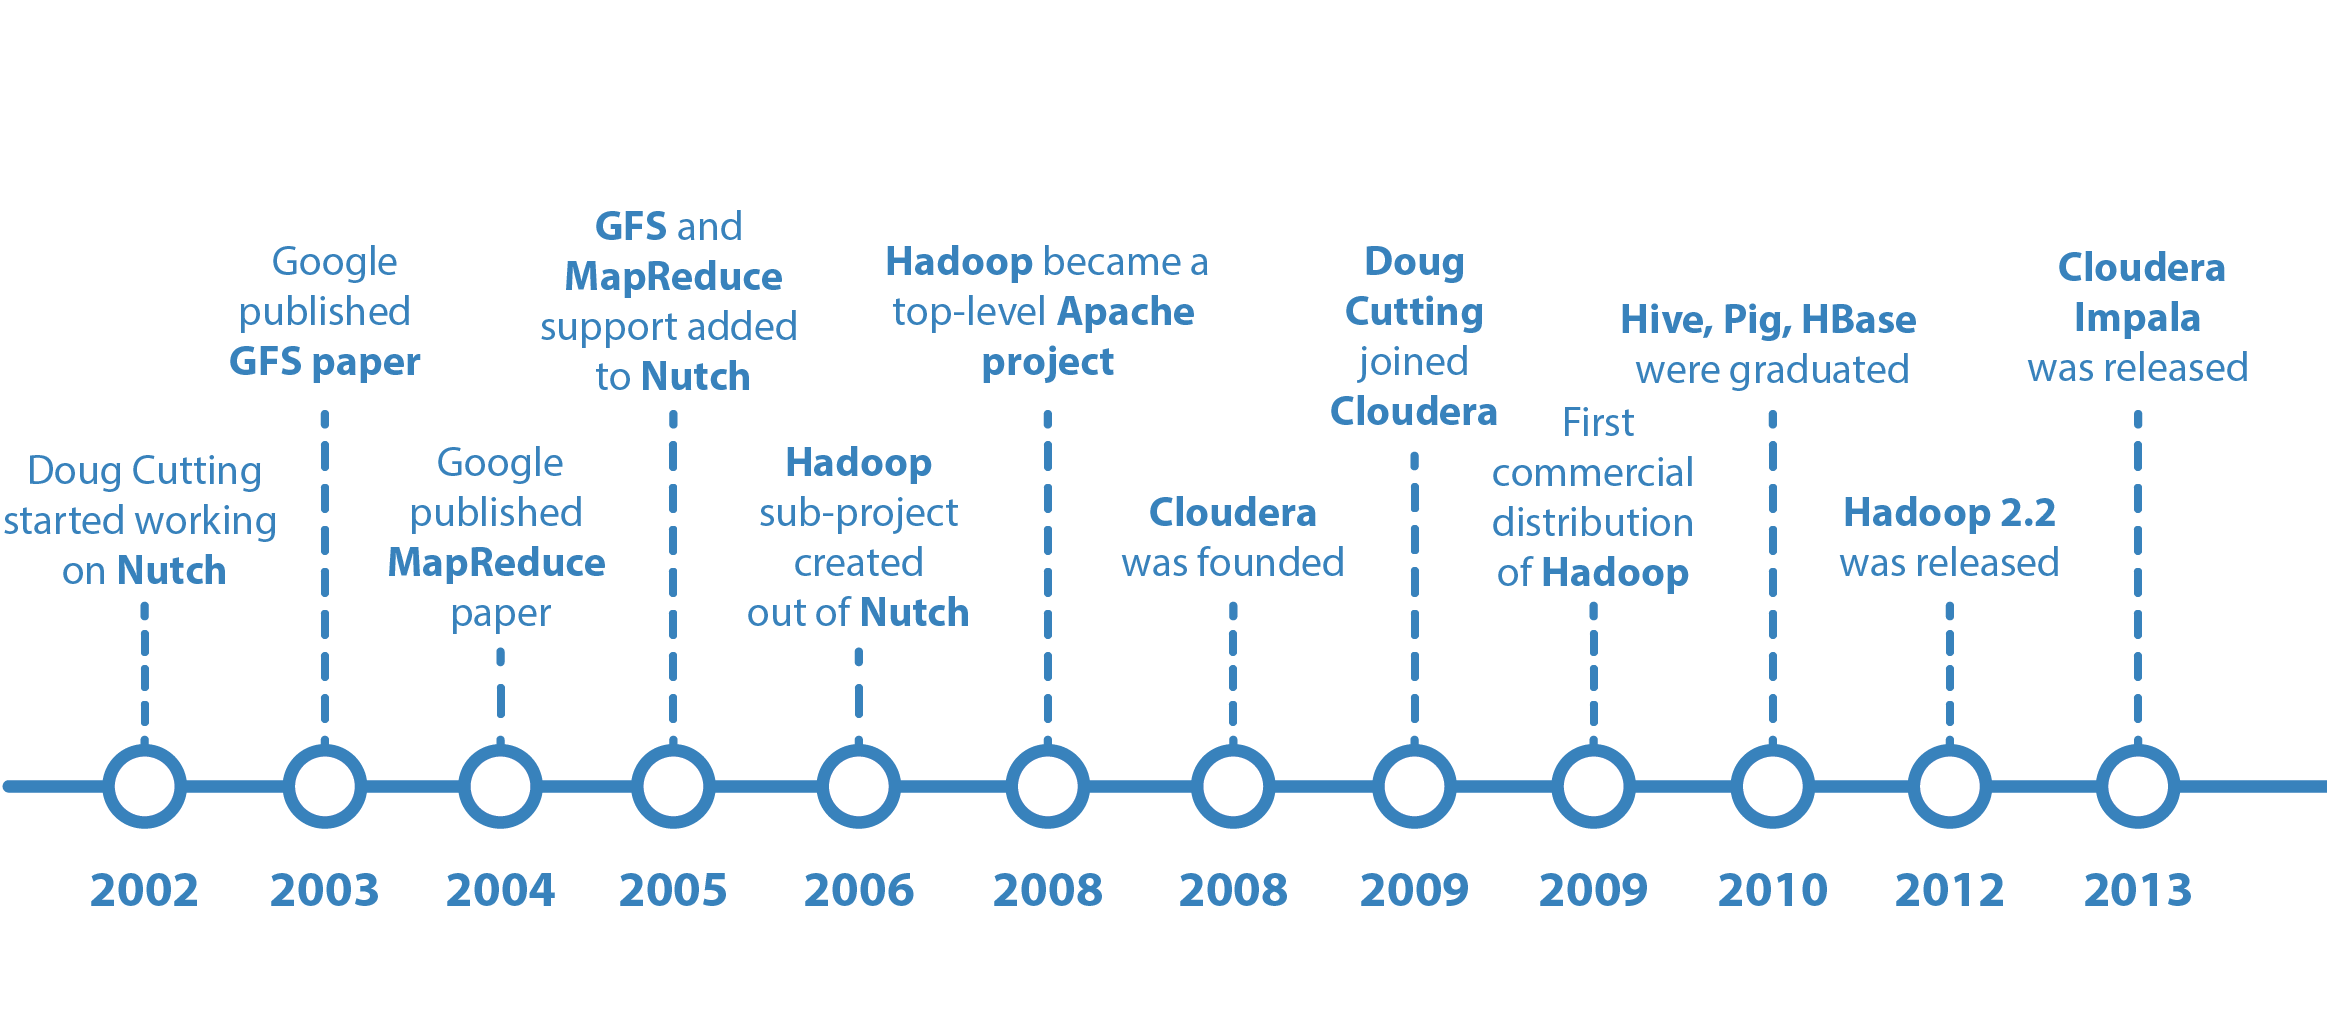 Doug Cutting
started working
on Nutch
2002
Google
published
GFS paper
2003
Google
published
MapReduce
paper
2004
GFS and
MapReduce
support added
to Nutch
2005
Hadoop
sub-project
created
out of Nutch
2006
Hadoop became a
top-level Apache
project
2008
Cloudera
was founded
2008
Doug
Cutting
joined
Cloudera
2009
First
commercial
distribution
of Hadoop
2009
Hive, Pig, HBase
were graduated
2010
Hadoop 2.2
was released
2012
Cloudera
Impala
was released
2013